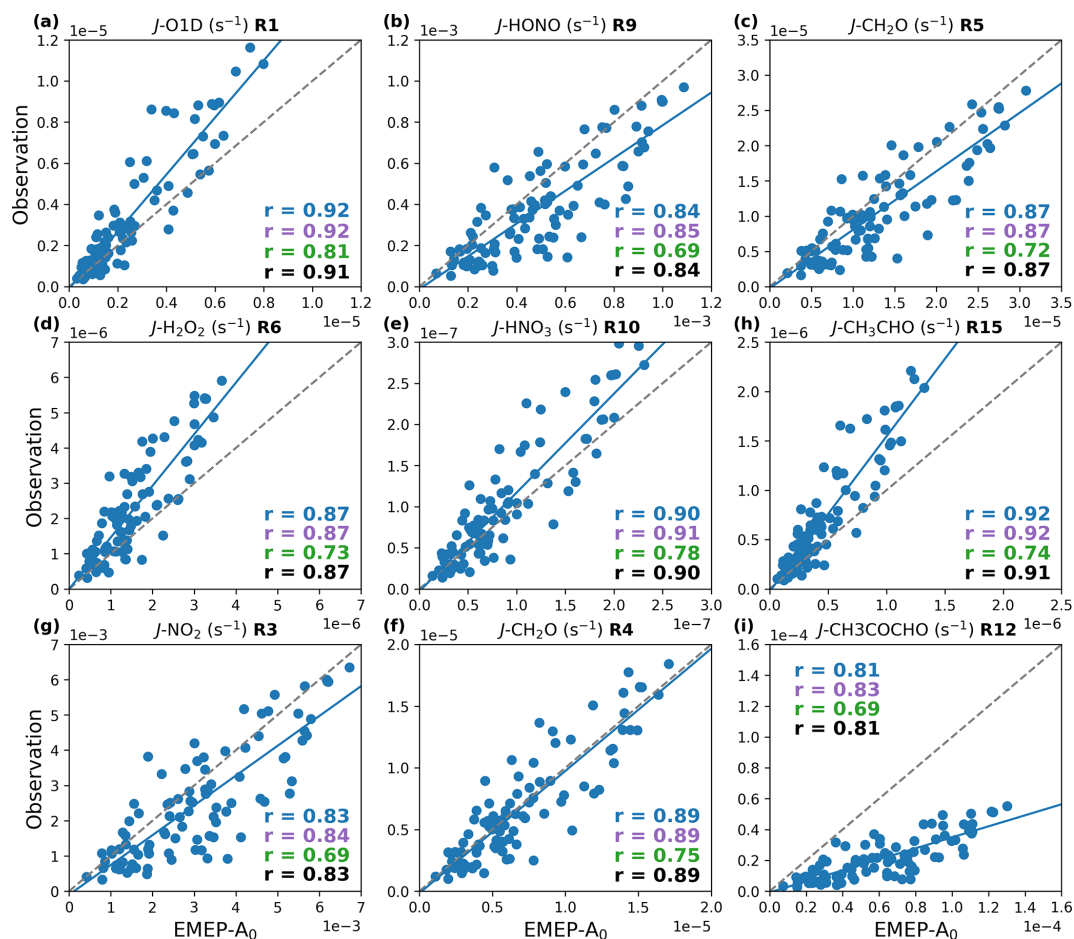 (a) J-O1D (s⁻¹) R1
1e−5
1.2
1.0
0.8
0.6
0.4
0.2
0.0
Observation
r = 0.92
r = 0.92
r = 0.81
r = 0.91
0.0 0.2 0.4 0.6 0.8 1.0 1.2
1e−5
(b) J-HONO (s⁻¹) R9
1e−3
1.2
1.0
0.8
0.6
0.4
0.2
0.0
r = 0.84
r = 0.85
r = 0.69
r = 0.84
0.0 0.2 0.4 0.6 0.8 1.0 1.2
1e−3
(c) J-CH₂O (s⁻¹) R5
1e−5
3.5
3.0
2.5
2.0
1.5
1.0
0.5
0.0
r = 0.87
r = 0.87
r = 0.72
r = 0.87
0.0 0.5 1.0 1.5 2.0 2.5 3.0 3.5
1e−5
(d) J-H₂O₂ (s⁻¹) R6
1e−6
7
6
5
4
3
2
1
0
Observation
r = 0.87
r = 0.87
r = 0.73
r = 0.87
0 1 2 3 4 5 6 7
1e−6
(e) J-HNO₃ (s⁻¹) R10
1e−7
3.0
2.5
2.0
1.5
1.0
0.5
0.0
r = 0.90
r = 0.91
r = 0.78
r = 0.90
0.0 0.5 1.0 1.5 2.0 2.5 3.0
1e−7
(h) J-CH3CHO (s⁻¹) R15
1e−6
2.5
2.0
1.5
1.0
0.5
0.0
r = 0.92
r = 0.92
r = 0.74
r = 0.91
0.0 0.5 1.0 1.5 2.0 2.5
1e−6
(g) J-NO₂ (s⁻¹) R3
1e−3
7
6
5
4
3
2
1
0
Observation
r = 0.83
r = 0.84
r = 0.69
r = 0.83
0 1 2 3 4 5 6 7
EMEP-A₀ 1e−3
(f) J-CH₂O (s⁻¹) R4
1e−5
2.0
1.5
1.0
0.5
0.0
r = 0.89
r = 0.89
r = 0.75
r = 0.89
0.0 0.5 1.0 1.5 2.0
EMEP-A₀ 1e−5
(i) J-CH3COCHO (s⁻¹) R12
1e−4
1.6
1.4
1.2
1.0
0.8
0.6
0.4
0.2
0.0
r = 0.81
r = 0.83
r = 0.69
r = 0.81
0.0 0.2 0.4 0.6 0.8 1.0 1.2 1.4 1.6
EMEP-A₀ 1e−4